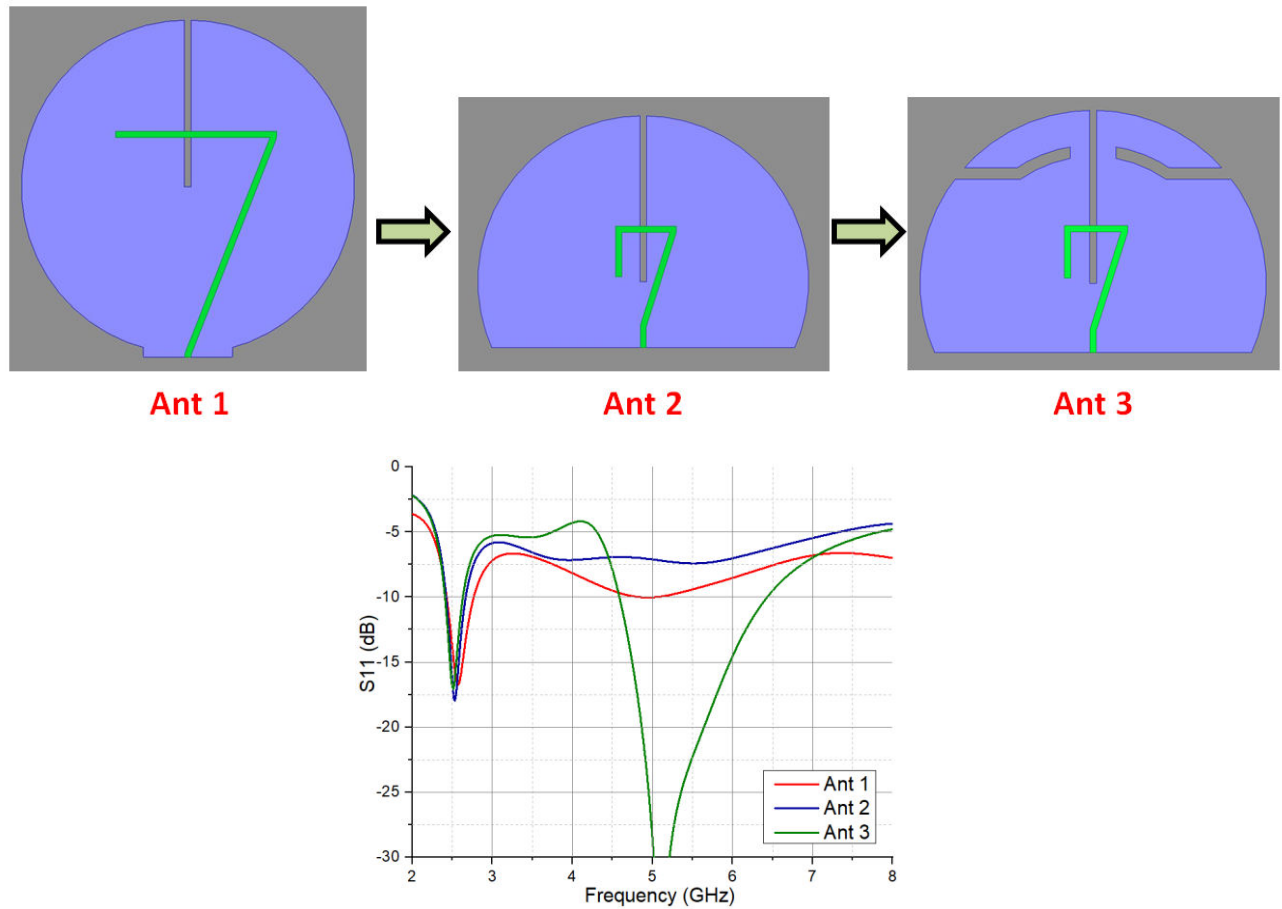 Ant 1
Ant 2
Ant 3
0
-5
-10
-15
-20
-25
-30
S11 (dB)
Ant 1
Ant 2
Ant 3
2 3 4 5 6 7 8
Frequency (GHz)